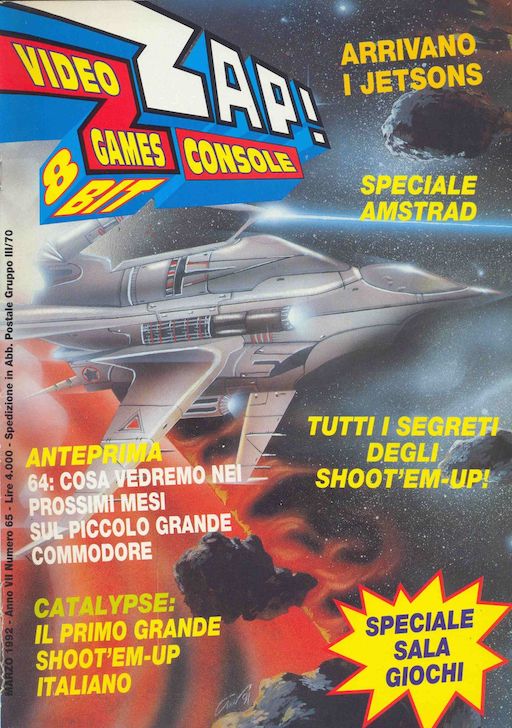 ZAP!
VIDEO
GAMES
CONSOLE
8 BIT
ARRIVANO
I JETSONS
SPECIALE
AMSTRAD
TUTTI I SEGRETI
DEGLI
SHOOT'EM-UP!
ANTEPRIMA
64: COSA VEDREMO NEI
PROSSIMI MESI
SUL PICCOLO GRANDE
COMMODORE
CATALYPSE:
IL PRIMO GRANDE
SHOOT'EM-UP
ITALIANO
SPECIALE
SALA
GIOCHI
MARZO 1992 - Anno VII Numero 65 - Lire 4.000 - Spedizione in Abb. Postale Gruppo III/70